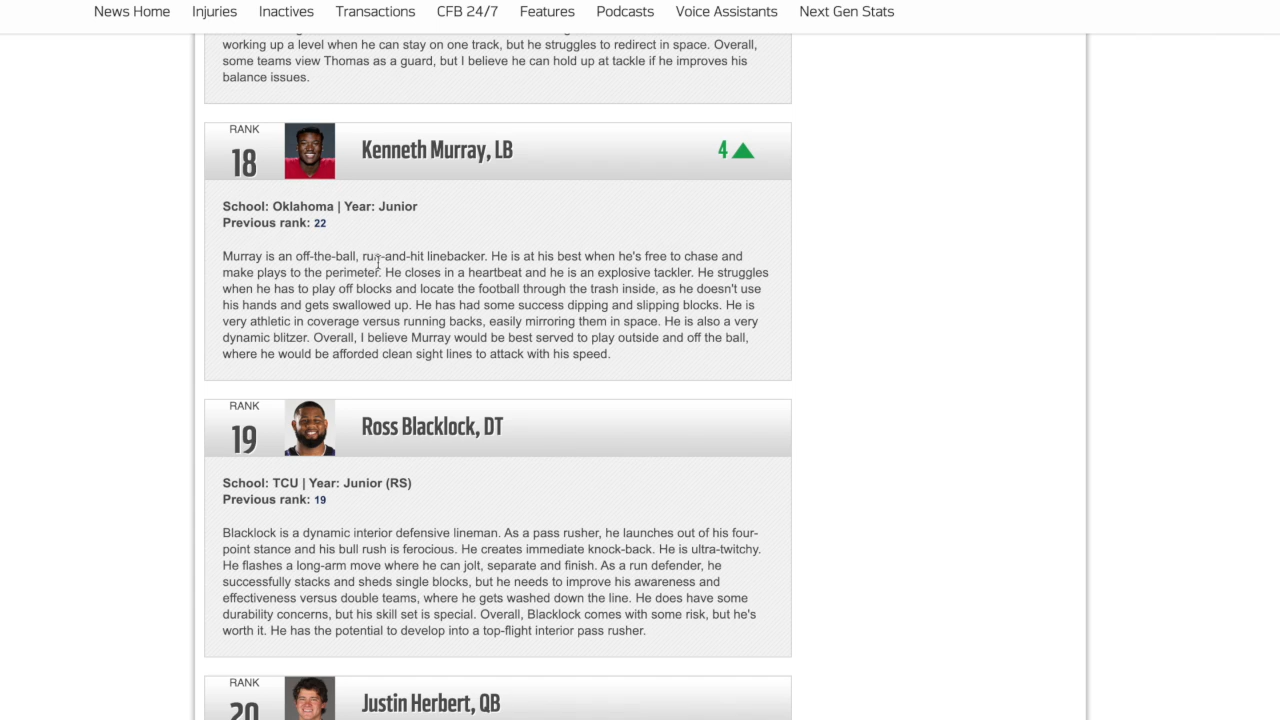 News Home Injuries Inactives Transactions CFB 24/7 Features Podcasts Voice Assistants Next Gen Stats
working up a level when he can stay on one track, but he struggles to redirect in space. Overall,
some teams view Thomas as a guard, but I believe he can hold up at tackle if he improves his
balance issues.
RANK
18
Kenneth Murray, LB
4
School: Oklahoma | Year: Junior
Previous rank: 22
Murray is an off-the-ball, run-and-hit linebacker. He is at his best when he's free to chase and
make plays to the perimeter. He closes in a heartbeat and he is an explosive tackler. He struggles
when he has to play off blocks and locate the football through the trash inside, as he doesn't use
his hands and gets swallowed up. He has had some success dipping and slipping blocks. He is
very athletic in coverage versus running backs, easily mirroring them in space. He is also a very
dynamic blitzer. Overall, I believe Murray would be best served to play outside and off the ball,
where he would be afforded clean sight lines to attack with his speed.
RANK
19
Ross Blacklock, DT
School: TCU | Year: Junior (RS)
Previous rank: 19
Blacklock is a dynamic interior defensive lineman. As a pass rusher, he launches out of his four-
point stance and his bull rush is ferocious. He creates immediate knock-back. He is ultra-twitchy.
He flashes a long-arm move where he can jolt, separate and finish. As a run defender, he
successfully stacks and sheds single blocks, but he needs to improve his awareness and
effectiveness versus double teams, where he gets washed down the line. He does have some
durability concerns, but his skill set is special. Overall, Blacklock comes with some risk, but he's
worth it. He has the potential to develop into a top-flight interior pass rusher.
RANK
20
Justin Herbert, QB